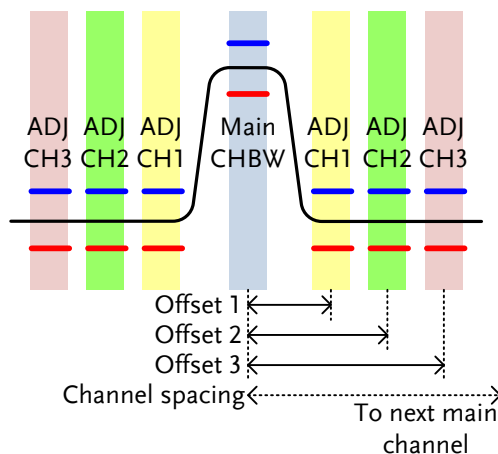 ADJ ADJ ADJ Main ADJ ADJ ADJ
CH3 CH2 CH1 CHBW CH1 CH2 CH3
Offset 1
Offset 2
Offset 3
Channel spacing
To next main
channel